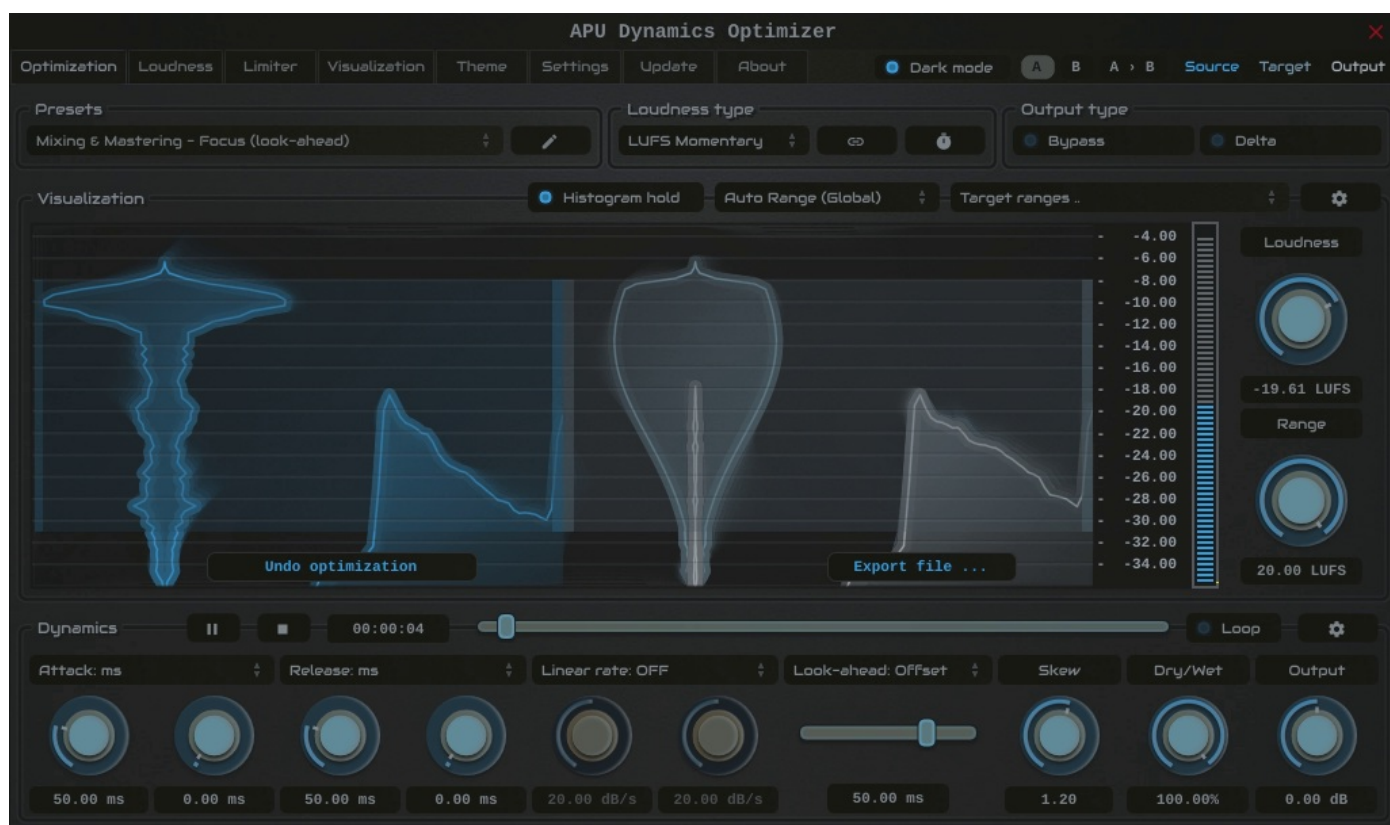 APU Dynamics Optimizer
Optimization Loudness Limiter Visualization Theme Settings Update About Dark mode A B A › B Source Target Output
Presets Loudness type Output type
Mixing & Mastering - Focus (look-ahead) LUFS Momentary Bypass Delta
Visualization Histogram hold Auto Range (Global) Target ranges ..
- -4.00
Loudness
- -6.00
- -8.00
- -10.00
- -12.00
- -14.00
- -16.00
- -18.00
-19.61 LUFS
- -20.00
Range
- -22.00
- -24.00
- -26.00
- -28.00
- -30.00
- -32.00
- -34.00
Undo optimization Export file ...
20.00 LUFS
Dynamics 00:00:04 Loop
Attack: ms Release: ms Linear rate: OFF Look-ahead: Offset Skew Dry/Wet Output
50.00 ms 0.00 ms 50.00 ms 0.00 ms 20.00 dB/s 20.00 dB/s 50.00 ms 1.20 100.00% 0.00 dB